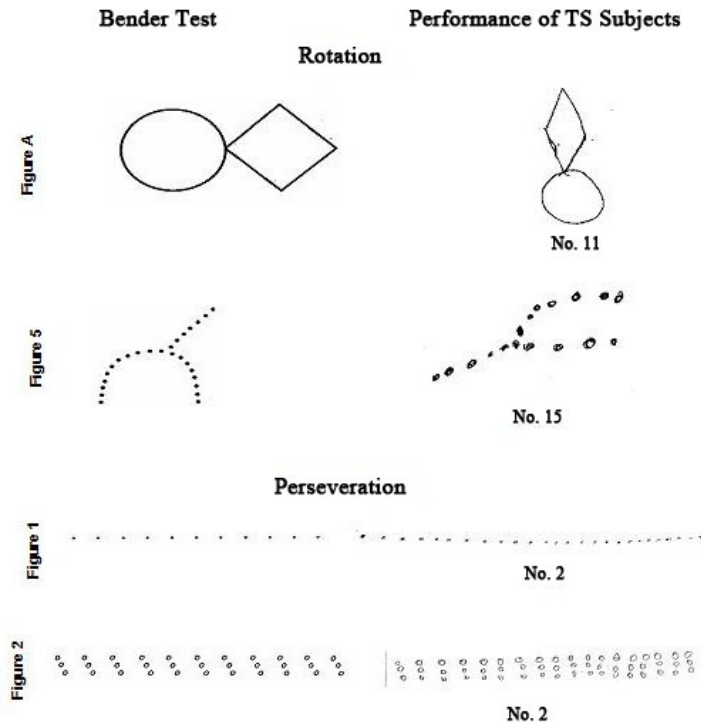 Bender Test Performance of TS Subjects
Rotation
Figure A
No. 11
Figure 5
No. 15
Perseveration
Figure 1
No. 2
Figure 2
No. 2